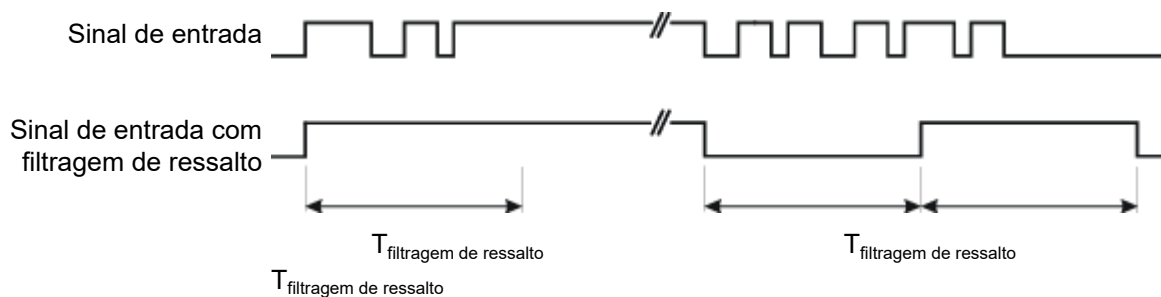 Sinal de entrada
Sinal de entrada com
filtragem de ressalto
Tfiltragem de ressalto
Tfiltragem de ressalto
Tfiltragem de ressalto